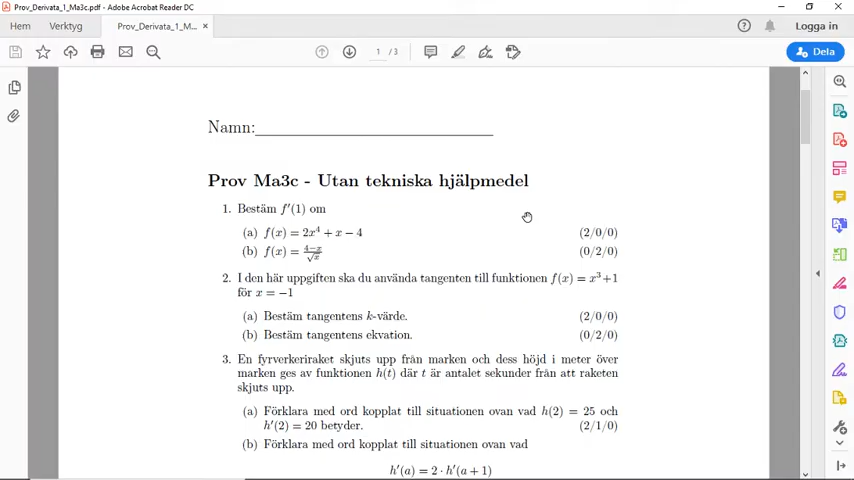 Prov_Derivata_1_Ma3c.pdf - Adobe Acrobat Reader DC
Hem Verktyg Prov_Derivata_1_M... × Logga in
1 / 3 Dela
Namn:
Prov Ma3c - Utan tekniska hjälpmedel
1. Bestäm f′(1) om
(a) f(x) = 2x⁴ + x − 4 (2/0/0)
(b) f(x) = (4−x)/√x (0/2/0)
2. I den här uppgiften ska du använda tangenten till funktionen f(x) = x³+1
för x = −1
(a) Bestäm tangentens k-värde. (2/0/0)
(b) Bestäm tangentens ekvation. (0/2/0)
3. En fyrverkeriraket skjuts upp från marken och dess höjd i meter över
marken ges av funktionen h(t) där t är antalet sekunder från att raketen
skjuts upp.
(a) Förklara med ord kopplat till situationen ovan vad h(2) = 25 och
h′(2) = 20 betyder. (2/1/0)
(b) Förklara med ord kopplat till situationen ovan vad
h′(a) = 2 · h′(a + 1)